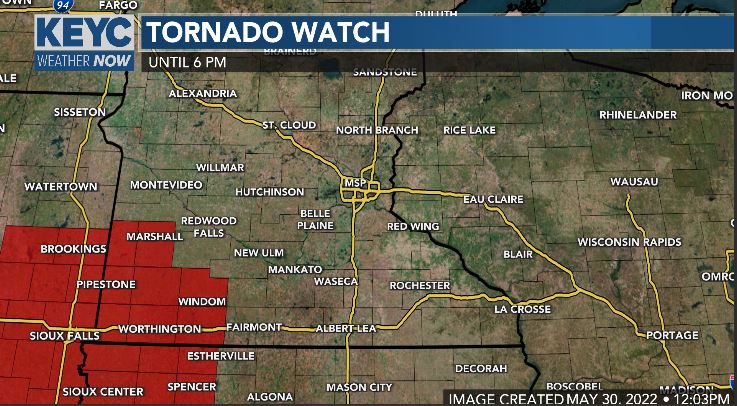 OWN
94
FARGO
DULUTH
KEYC
WEATHER NOW
TORNADO WATCH
UNTIL 6 PM
BRAINERD
SANDSTONE
ALE
ALEXANDRIA
IRON MO
SISSETON
RHINELANDER
ST. CLOUD
NORTH BRANCH
RICE LAKE
N
WILLMAR
MSP
WAUSAU
WATERTOWN
MONTEVIDEO
HUTCHINSON
EAU CLAIRE
BELLE
PLAINE
REDWOOD
FALLS
RED WING
MARSHALL
WISCONSIN RAPIDS
BROOKINGS
NEW ULM
BLAIR
MANKATO
OMRO
PIPESTONE
WASECA
ROCHESTER
WINDOM
LA CROSSE
SIOUX FALLS
WORTHINGTON
FAIRMONT
ALBERT LEA
PORTAGE
ESTHERVILLE
DECORAH
SIOUX CENTER
SPENCER
ALGONA
MASON CITY
BOSCOBEL
MADISON
IMAGE CREATED MAY 30, 2022 • 12:03PM